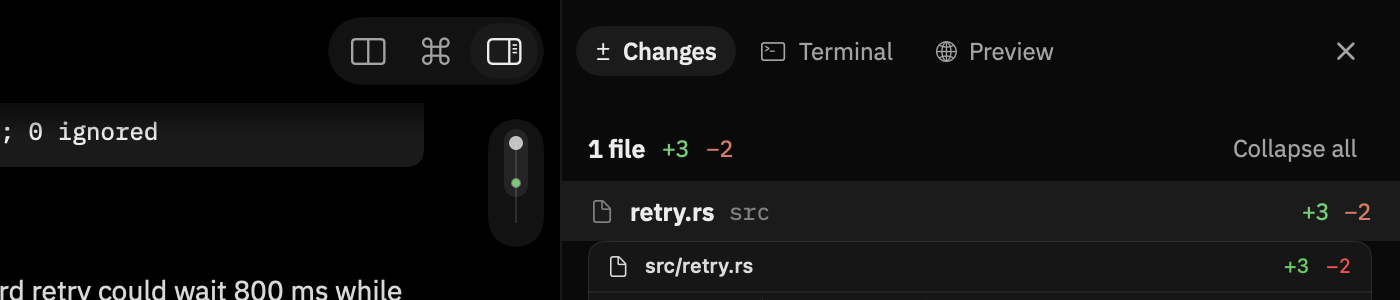 Changes Terminal Preview
; 0 ignored
1 file +3 −2 Collapse all
retry.rs src +3 −2
src/retry.rs +3 −2
rd retry could wait 800 ms while